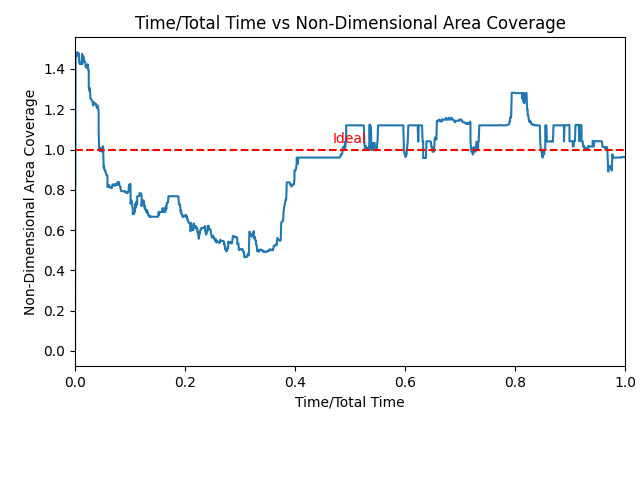 Time/Total Time vs Non-Dimensional Area Coverage
Non-Dimensional Area Coverage
1.4
1.2
1.0
0.8
0.6
0.4
0.2
0.0
Ideal
0.0 0.2 0.4 0.6 0.8 1.0
Time/Total Time